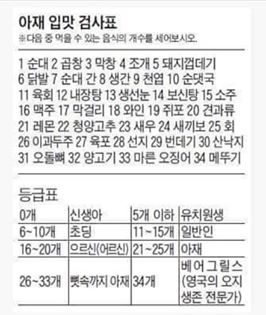 아재 입맛 검사표
※다음 중 먹을 수 있는 음식의 개수를 세어보시오.
1 순대 2 곱창 3 막창 4 조개 5 돼지껍데기
6 닭발 7 순대 간 8 생간 9 천엽 10 순댓국
11 육회 12 내장탕 13 생선눈 14 보신탕 15 소주
16 맥주 17 막걸리 18 와인 19 쥐포 20 견과류
21 레몬 22 청양고추 23 새우 24 새끼보 25 회
26 이과두주 27 육포 28 선지 29 번데기 30 산낙지
31 오돌뼈 32 양고기 33 마른 오징어 34 메뚜기
등급표
0개 신생아 5개 이하 유치원생
6~10개 초딩 11~15개 일반인
16~20개 으르신(어르신) 21~25개 아재
26~33개 뼛속까지 아재 34개 베어그릴스
(영국의 오지
생존 전문가)